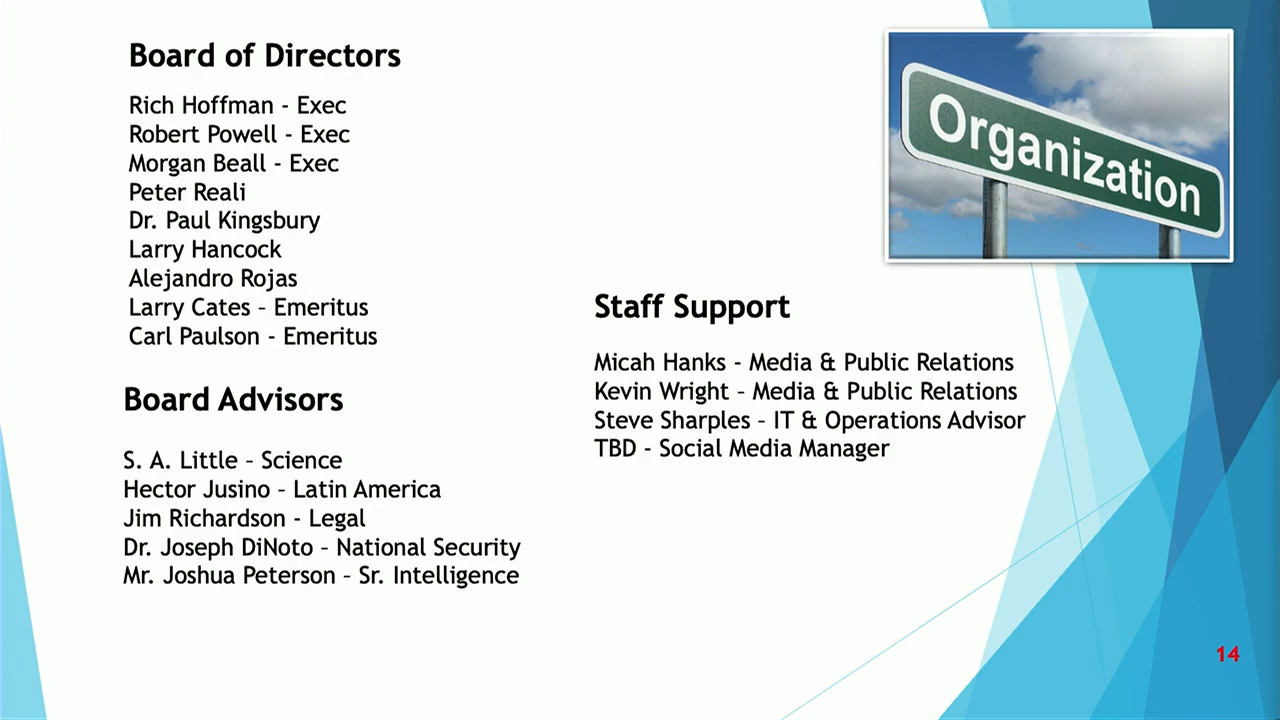 Board of Directors
Rich Hoffman - Exec
Robert Powell - Exec
Morgan Beall - Exec
Peter Reali
Dr. Paul Kingsbury
Larry Hancock
Alejandro Rojas
Larry Cates – Emeritus
Carl Paulson - Emeritus
Board Advisors
S. A. Little – Science
Hector Jusino – Latin America
Jim Richardson - Legal
Dr. Joseph DiNoto – National Security
Mr. Joshua Peterson – Sr. Intelligence
Organization
Staff Support
Micah Hanks - Media & Public Relations
Kevin Wright – Media & Public Relations
Steve Sharples – IT & Operations Advisor
TBD - Social Media Manager
14